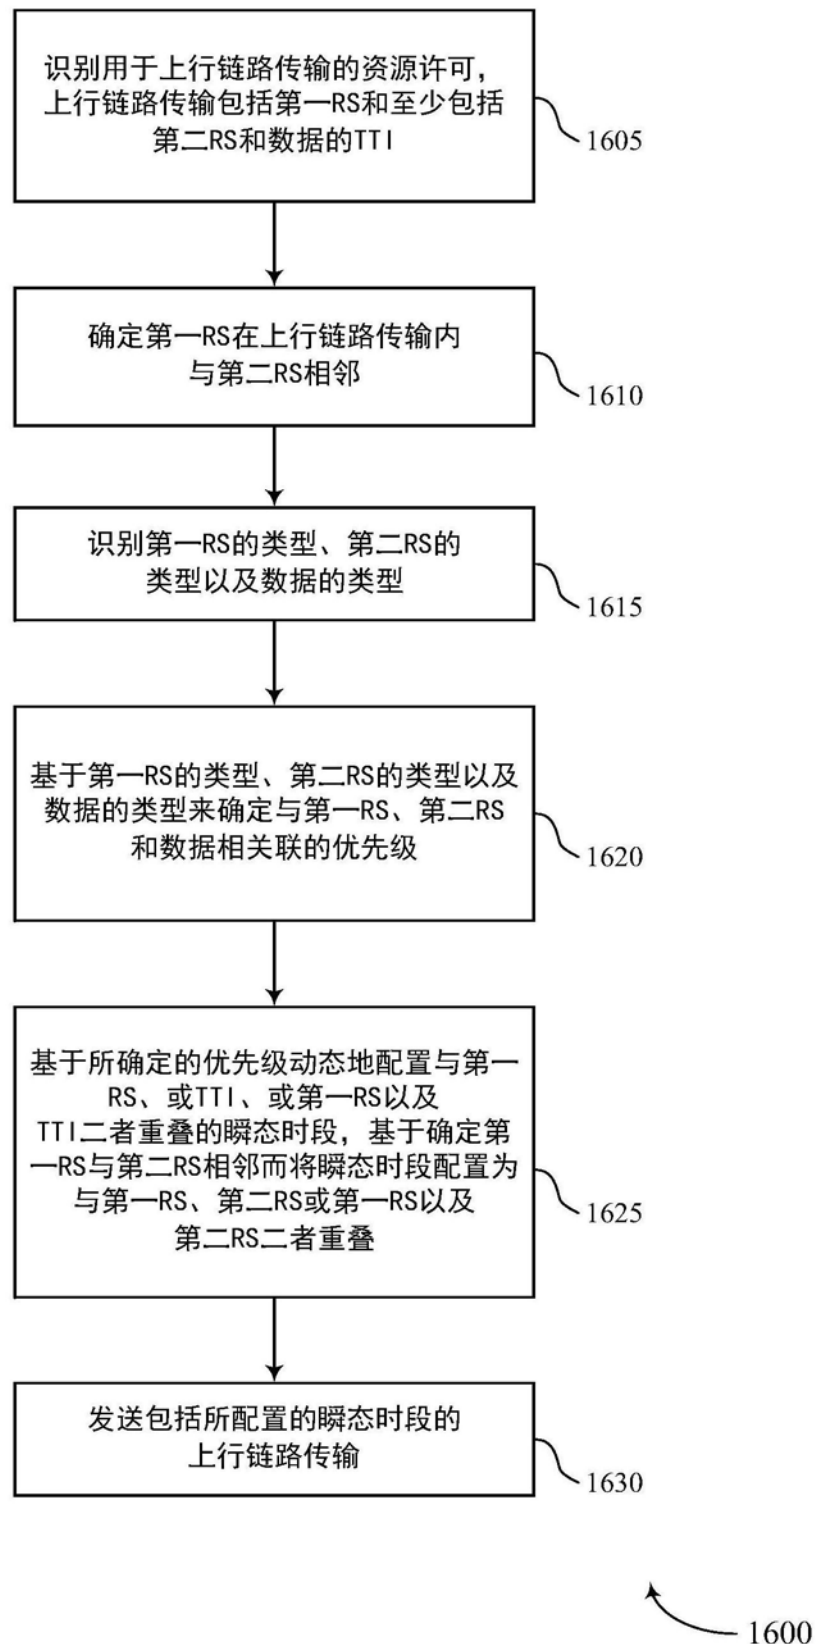 识别用于上行链路传输的资源许可，
上行链路传输包括第一RS和至少包括
第二RS和数据的TTI
1605
确定第一RS在上行链路传输内
与第二RS相邻
1610
识别第一RS的类型、第二RS的
类型以及数据的类型
1615
基于第一RS的类型、第二RS的类型以及
数据的类型来确定与第一RS、第二RS
和数据相关联的优先级
1620
基于所确定的优先级动态地配置与第一
RS、或TTI、或第一RS以及
TTI二者重叠的瞬态时段，基于确定第
一RS与第二RS相邻而将瞬态时段配置为
与第一RS、第二RS或第一RS以及
第二RS二者重叠
1625
发送包括所配置的瞬态时段的
上行链路传输
1630
1600